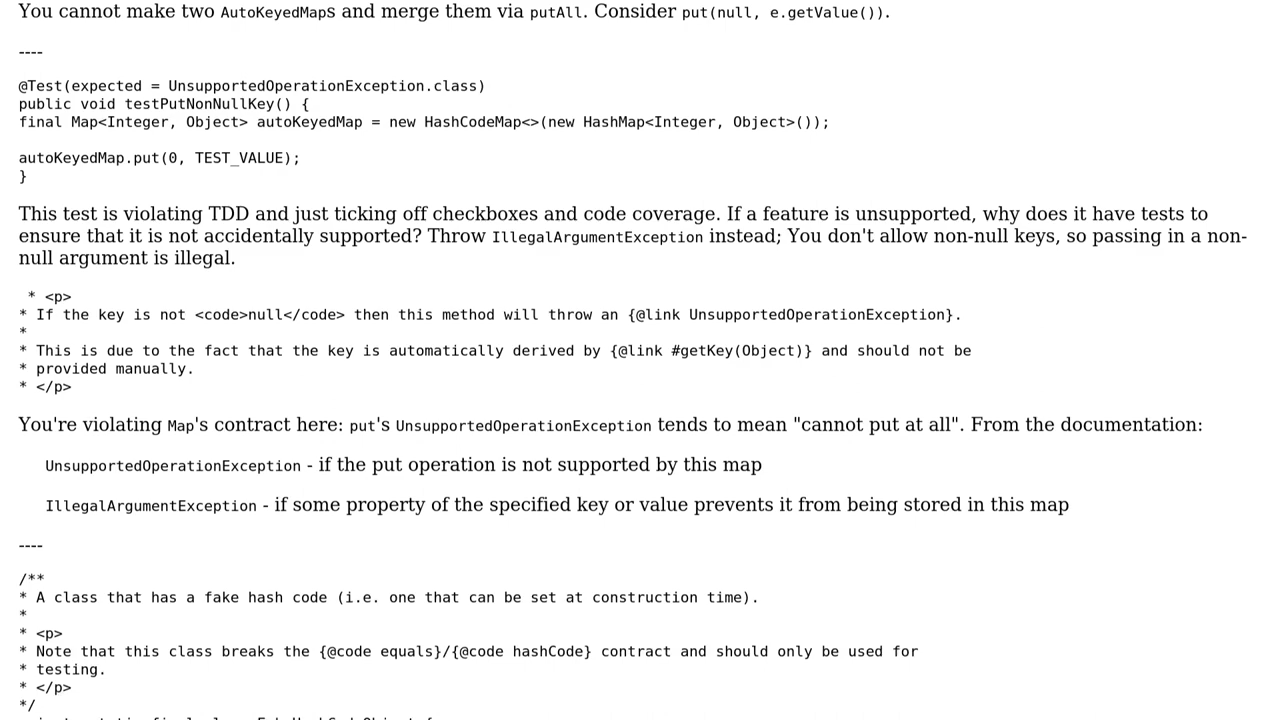 You cannot make two AutoKeyedMaps and merge them via putAll. Consider put(null, e.getValue()).
----
@Test(expected = UnsupportedOperationException.class)
public void testPutNonNullKey() {
final Map<Integer, Object> autoKeyedMap = new HashCodeMap<>(new HashMap<Integer, Object>());
autoKeyedMap.put(0, TEST_VALUE);
}
This test is violating TDD and just ticking off checkboxes and code coverage. If a feature is unsupported, why does it have tests to
ensure that it is not accidentally supported? Throw IllegalArgumentException instead; You don't allow non-null keys, so passing in a non-
null argument is illegal.
* <p>
* If the key is not <code>null</code> then this method will throw an {@link UnsupportedOperationException}.
*
* This is due to the fact that the key is automatically derived by {@link #getKey(Object)} and should not be
* provided manually.
* </p>
You're violating Map's contract here: put's UnsupportedOperationException tends to mean "cannot put at all". From the documentation:
UnsupportedOperationException - if the put operation is not supported by this map
IllegalArgumentException - if some property of the specified key or value prevents it from being stored in this map
----
/**
* A class that has a fake hash code (i.e. one that can be set at construction time).
*
* <p>
* Note that this class breaks the {@code equals}/{@code hashCode} contract and should only be used for
* testing.
* </p>
*/